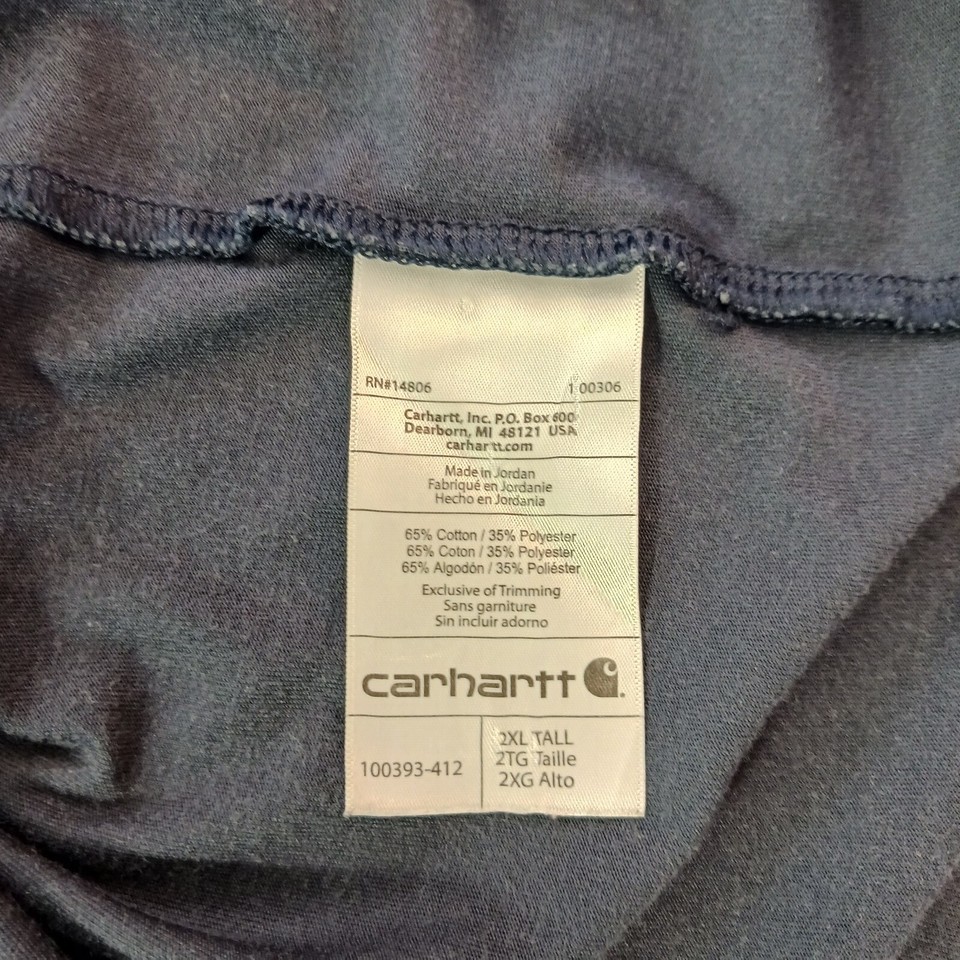 RN#14806 100306
Carhartt, Inc. P.O. Box 600
Dearborn, MI 48121 USA
carhartt.com
Made in Jordan
Fabriqué en Jordanie
Hecho en Jordania
65% Cotton / 35% Polyester
65% Coton / 35% Polyester
65% Algodón / 35% Poliéster
Exclusive of Trimming
Sans garniture
Sin incluir adorno
carhartt
100393-412
2XL TALL
2TG Taille
2XG Alto